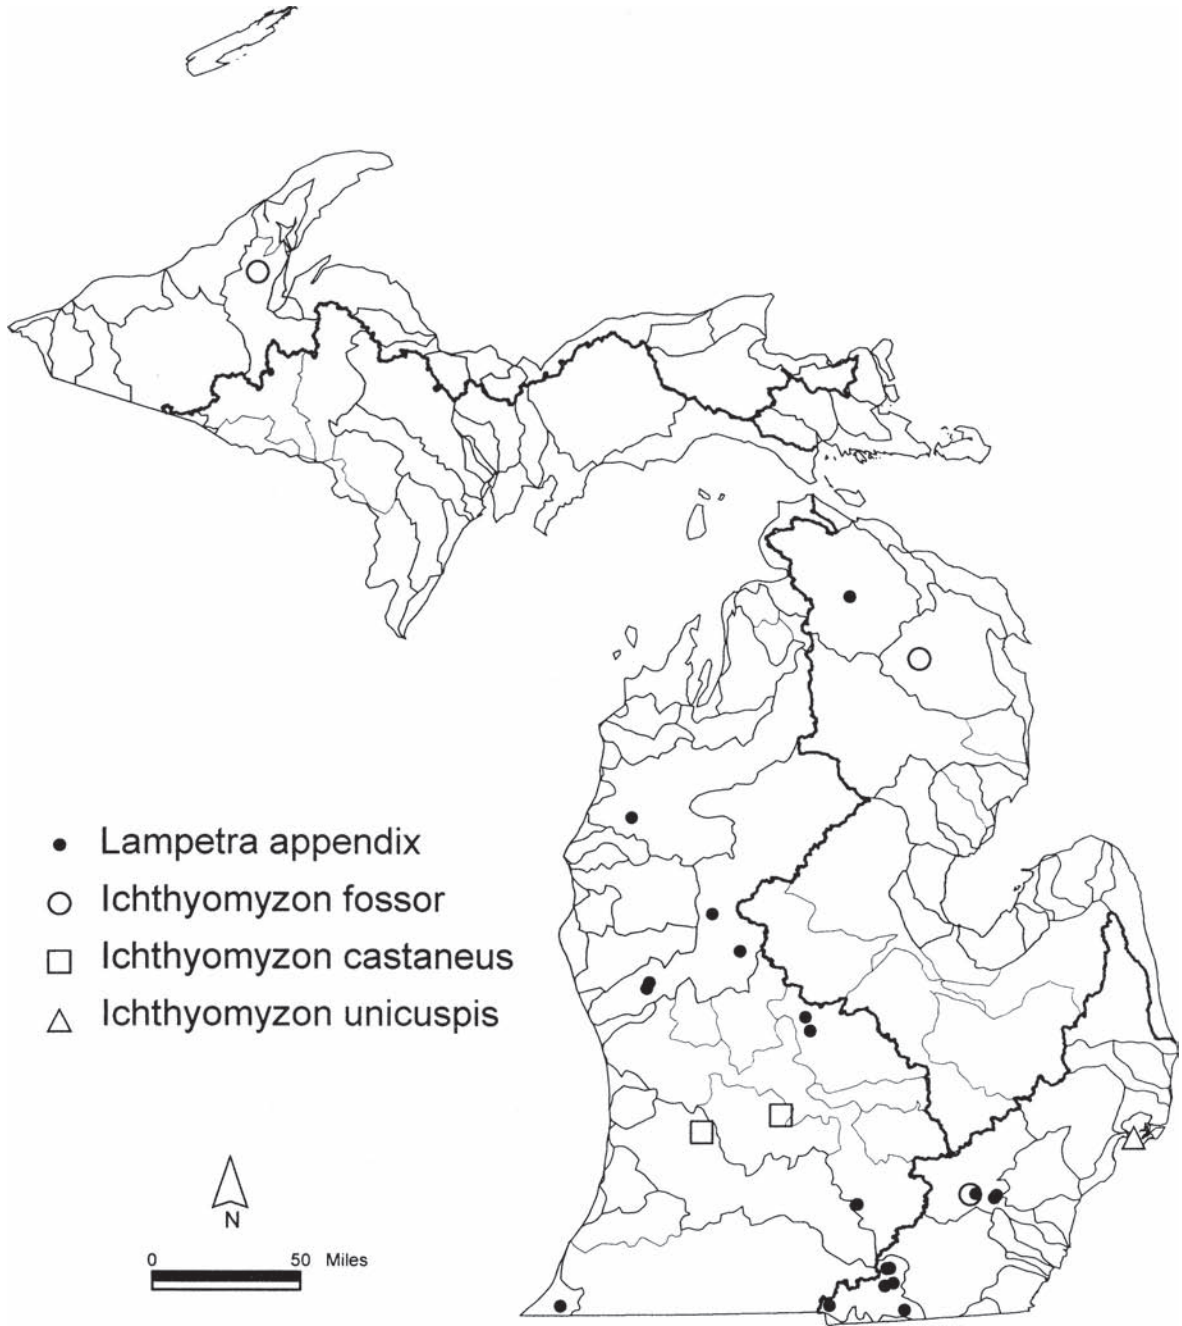 Lampetra appendix
Ichthyomyzon fossor
Ichthyomyzon castaneus
Ichthyomyzon unicuspis
N
0 50 Miles